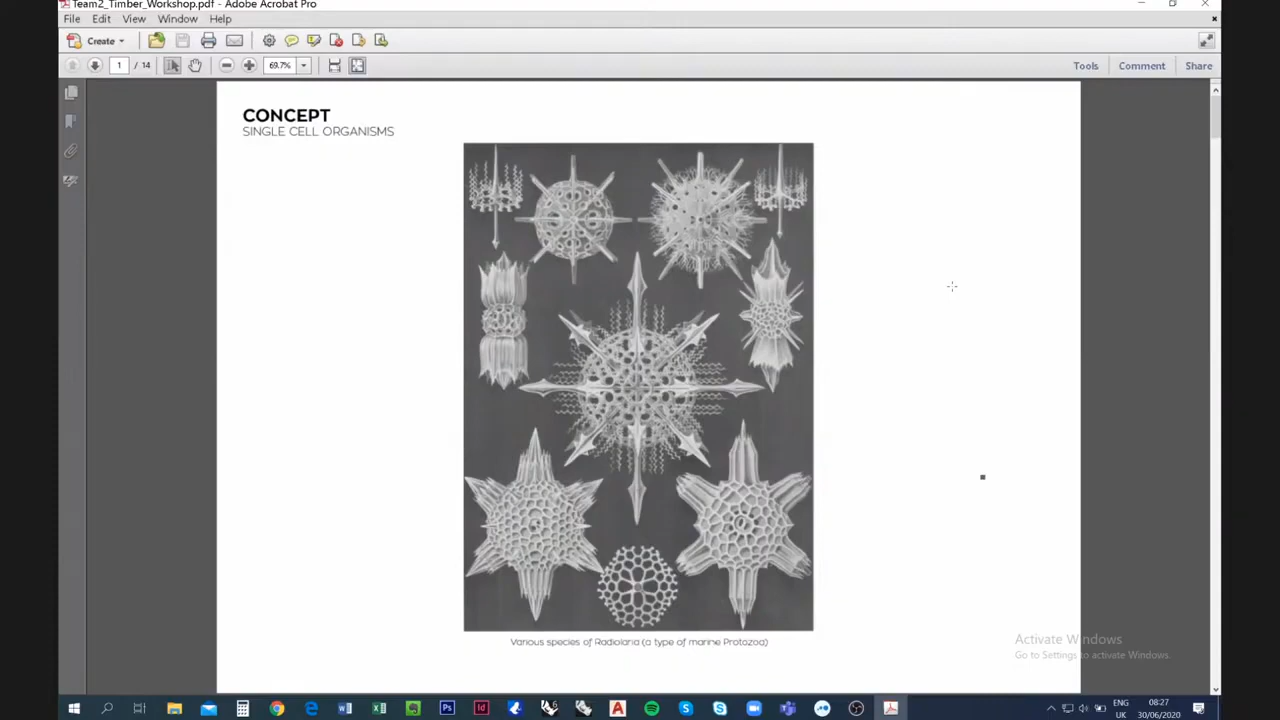 Team2_Timber_Workshop.pdf - Adobe Acrobat Pro
File Edit View Window Help
Create
1 / 14 69.7% Tools Comment Share
CONCEPT
SINGLE CELL ORGANISMS
Various species of Radiolaria (a type of marine Protozoa)
Activate Windows
Go to Settings to activate Windows.
ENG 08:27
UK 30/06/2020